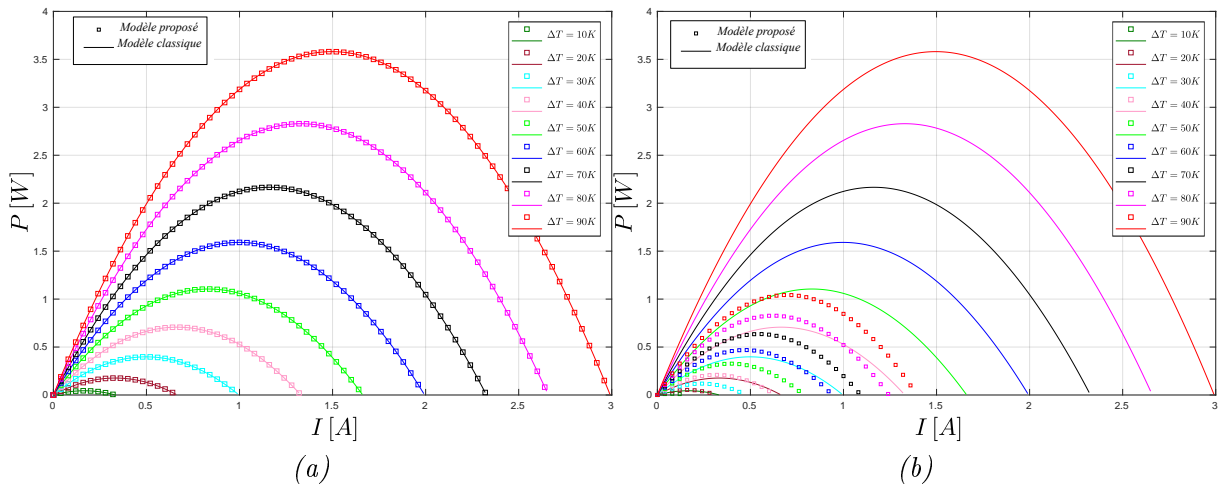 4
3.5
3
2.5
2
1.5
1
0.5
0
P [W]
0
0.5
1
1.5
2
2.5
3
I [A]
Modèle proposé
Modèle classique
ΔT = 10K
ΔT = 20K
ΔT = 30K
ΔT = 40K
ΔT = 50K
ΔT = 60K
ΔT = 70K
ΔT = 80K
ΔT = 90K
(a)
4
3.5
3
2.5
2
1.5
1
0.5
0
P [W]
0
0.5
1
1.5
2
2.5
3
I [A]
Modèle proposé
Modèle classique
ΔT = 10K
ΔT = 20K
ΔT = 30K
ΔT = 40K
ΔT = 50K
ΔT = 60K
ΔT = 70K
ΔT = 80K
ΔT = 90K
(b)